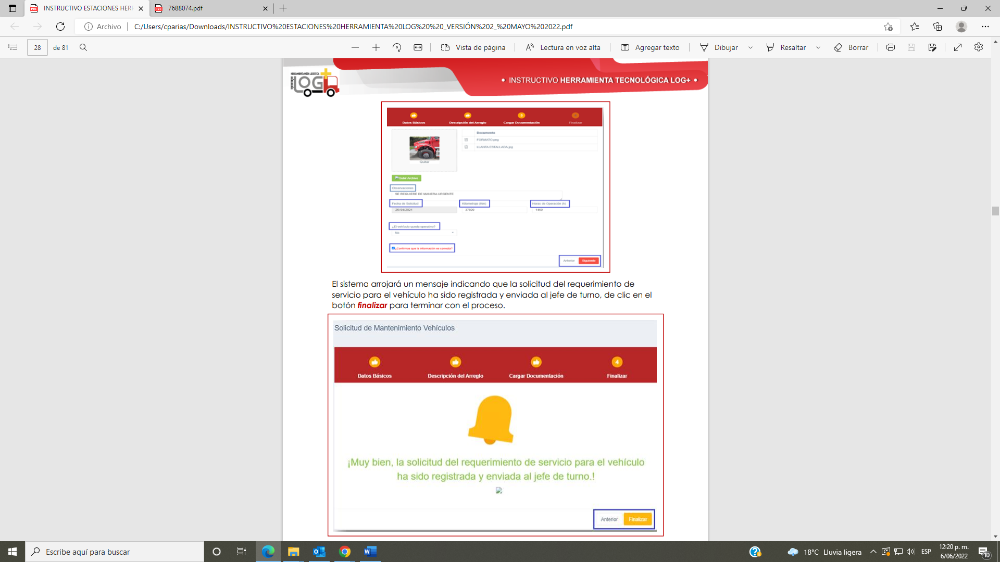 INSTRUCTIVO ESTACIONES HERR
7688074.pdf
Archivo
C:/Users/cparias/Downloads/INSTRUCTIVO%20ESTACIONES%20HERRAMIENTA%20LOG%20%20_VERSIÓN%202_%20MAYO%202022.pdf
28
de 81
Vista de página
Lectura en voz alta
Agregar texto
Dibujar
Resaltar
Borrar
HERRAMIENTA MESA LOGÍSTICA
LOG
• INSTRUCTIVO HERRAMIENTA TECNOLÓGICA LOG+ •
Datos Básicos
Descripción del Arreglo
3
Cargar Documentación
Finalizar
Documento
FORMATO.png
LLANTA ESTALLADA.jpg
Quitar
Subir Archivo
Observaciones
SE REQUIERE DE MANERA URGENTE
Fecha de Solicitud
Kilometraje (Km)
Horas de Operación (h)
25/04/2021
37800
1450
¿El vehículo queda operativo?
No
¿Confirmas que la información es correcta?
Anterior
Siguiente
El sistema arrojará un mensaje indicando que la solicitud del requerimiento de
servicio para el vehículo ha sido registrada y enviada al jefe de turno, de clic en el
botón finalizar para terminar con el proceso.
Solicitud de Mantenimiento Vehículos
4
Datos Básicos
Descripción del Arreglo
Cargar Documentación
Finalizar
¡Muy bien, la solicitud del requerimiento de servicio para el vehículo
ha sido registrada y enviada al jefe de turno.!
Anterior
Finalizar
Escribe aquí para buscar
18°C Lluvia ligera
ESP
12:20 p. m.
6/06/2022
10